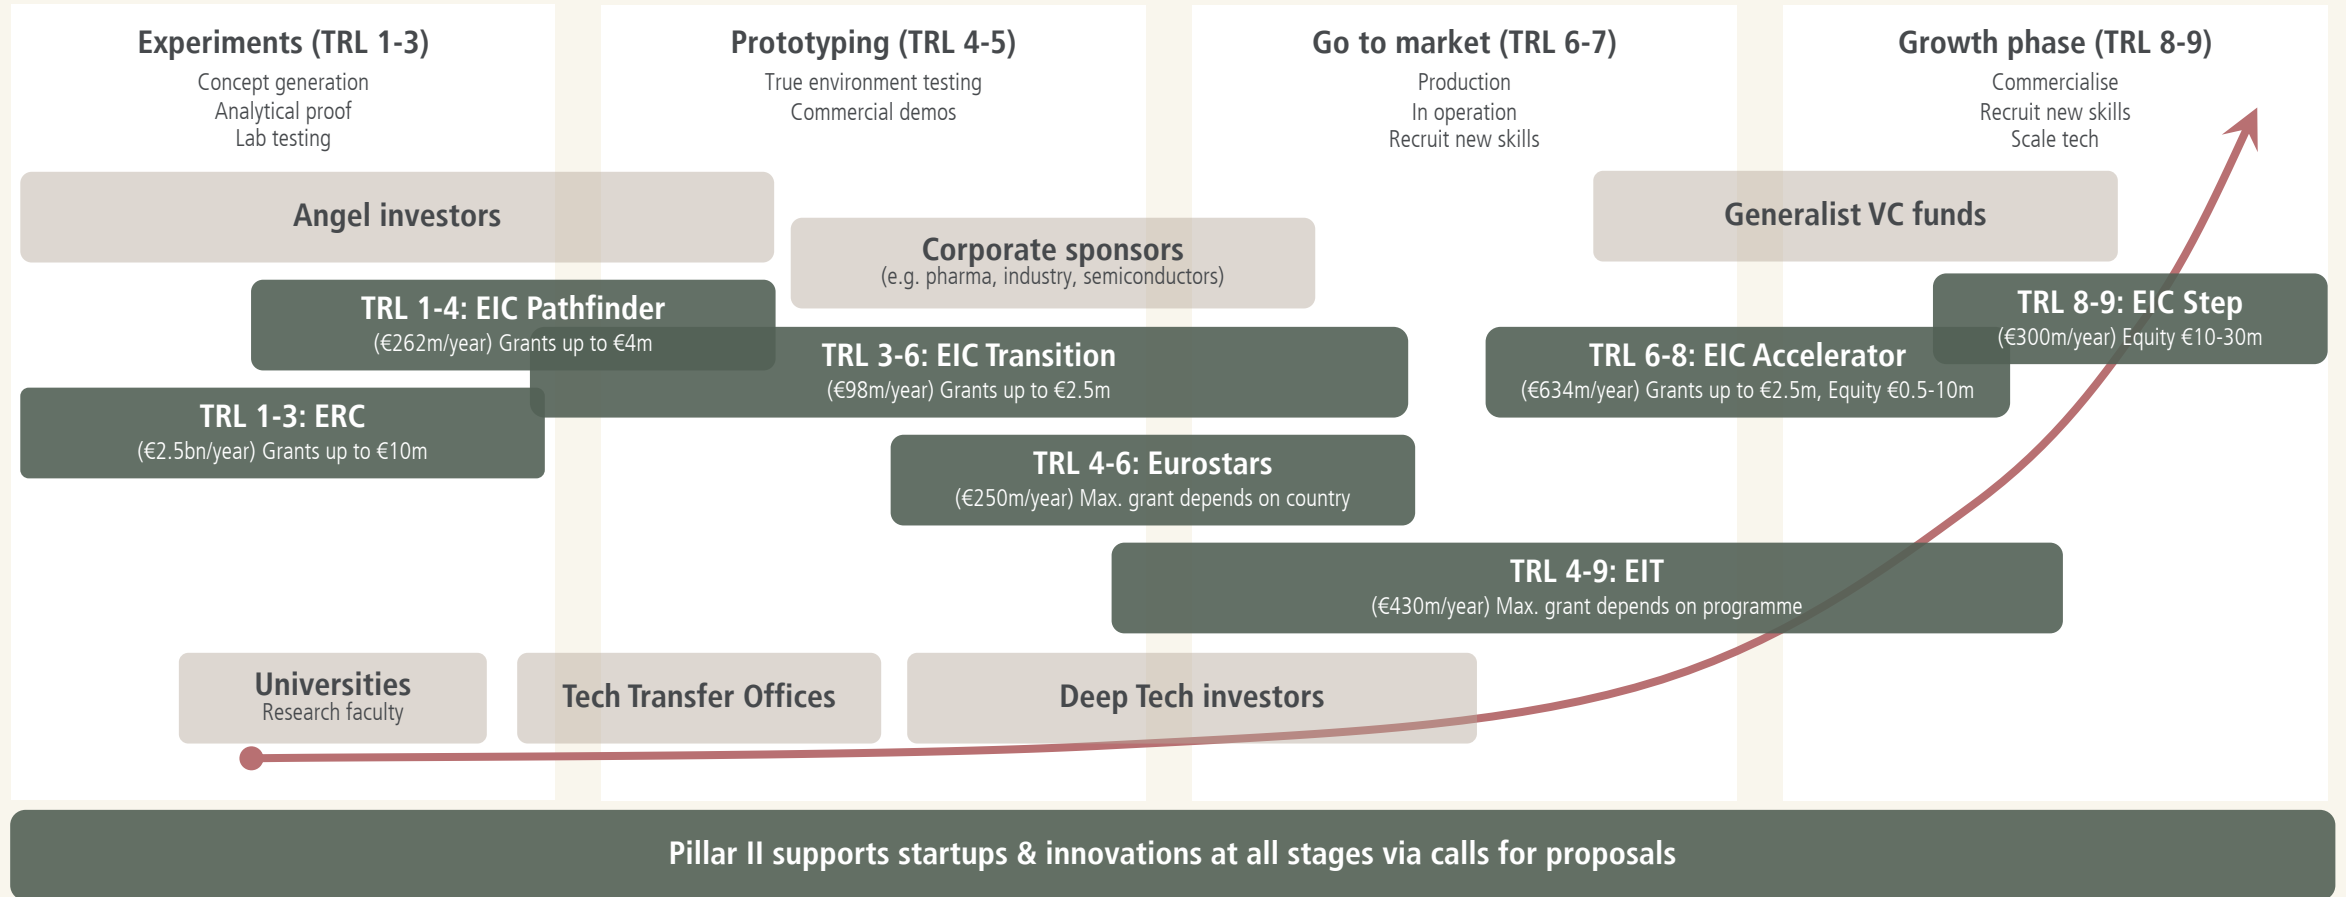 Experiments (TRL 1-3)
Concept generation
Analytical proof
Lab testing
Prototyping (TRL 4-5)
True environment testing
Commercial demos
Go to market (TRL 6-7)
Production
In operation
Recruit new skills
Growth phase (TRL 8-9)
Commercialise
Recruit new skills
Scale tech
Angel investors
Corporate sponsors
(e.g. pharma, industry, semiconductors)
Generalist VC funds
TRL 1-4: EIC Pathfinder
(€262m/year) Grants up to €4m
TRL 3-6: EIC Transition
(€98m/year) Grants up to €2.5m
TRL 6-8: EIC Accelerator
(€634m/year) Grants up to €2.5m, Equity €0.5-10m
TRL 8-9: EIC Step
(€300m/year) Equity €10-30m
TRL 1-3: ERC
(€2.5bn/year) Grants up to €10m
TRL 4-6: Eurostars
(€250m/year) Max. grant depends on country
TRL 4-9: EIT
(€430m/year) Max. grant depends on programme
Universities
Research faculty
Tech Transfer Offices
Deep Tech investors
Pillar II supports startups & innovations at all stages via calls for proposals